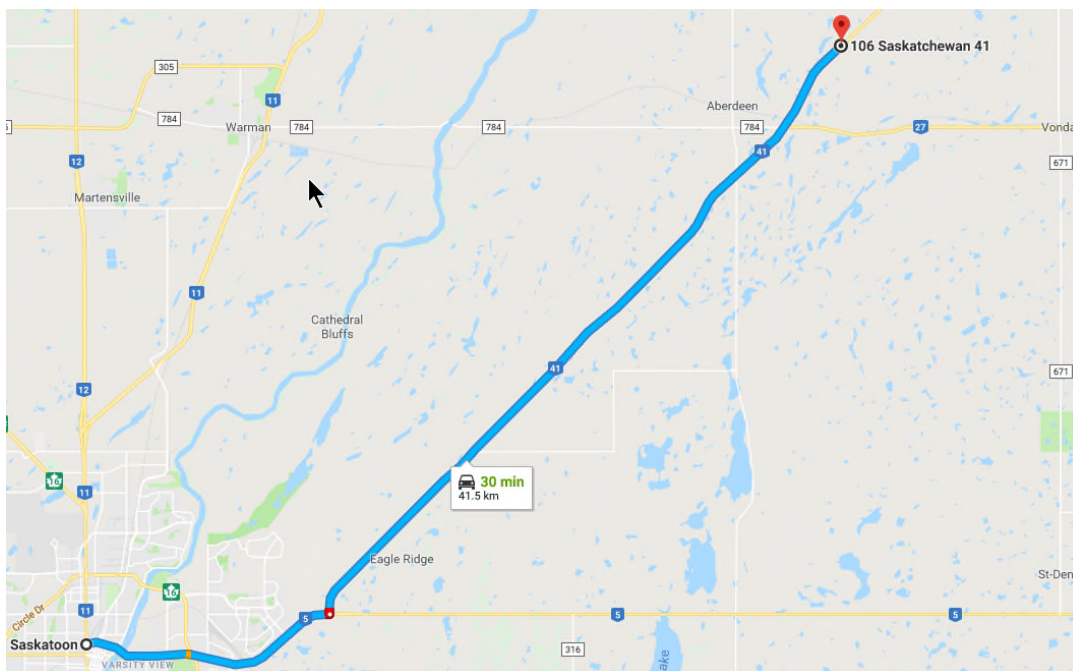 106 Saskatchewan 41
305
11
Aberdeen
784
Warman
784
784
784
27
Vonda
12
41
671
Martensville
11
Cathedral
Bluffs
41
671
12
16
30 min
41.5 km
11
Eagle Ridge
St-Den
16
Circle Dr
11
5
5
5
Saskatoon
316
VARSITY VIEW
ake